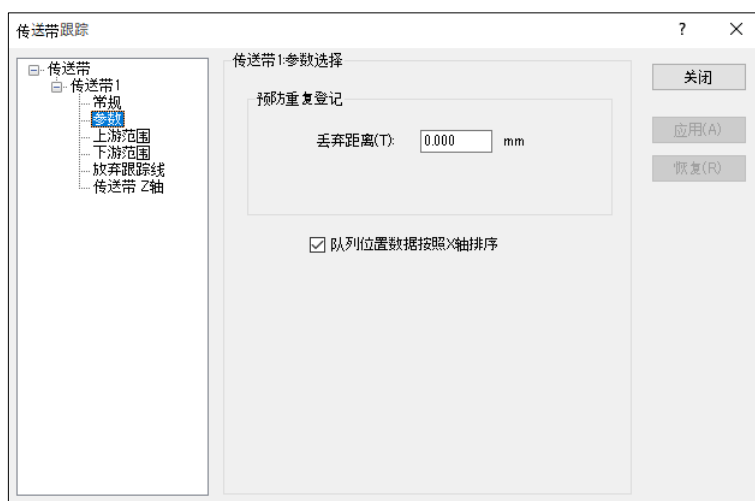 传送带跟踪
?
传送带
传送带1
常规
参数
上游范围
下游范围
放弃跟踪线
传送带 Z轴
传送带1:参数选择
预防重复登记
丢弃距离(T): 0.000 mm
队列位置数据按照X轴排序
关闭
应用(A)
恢复(R)